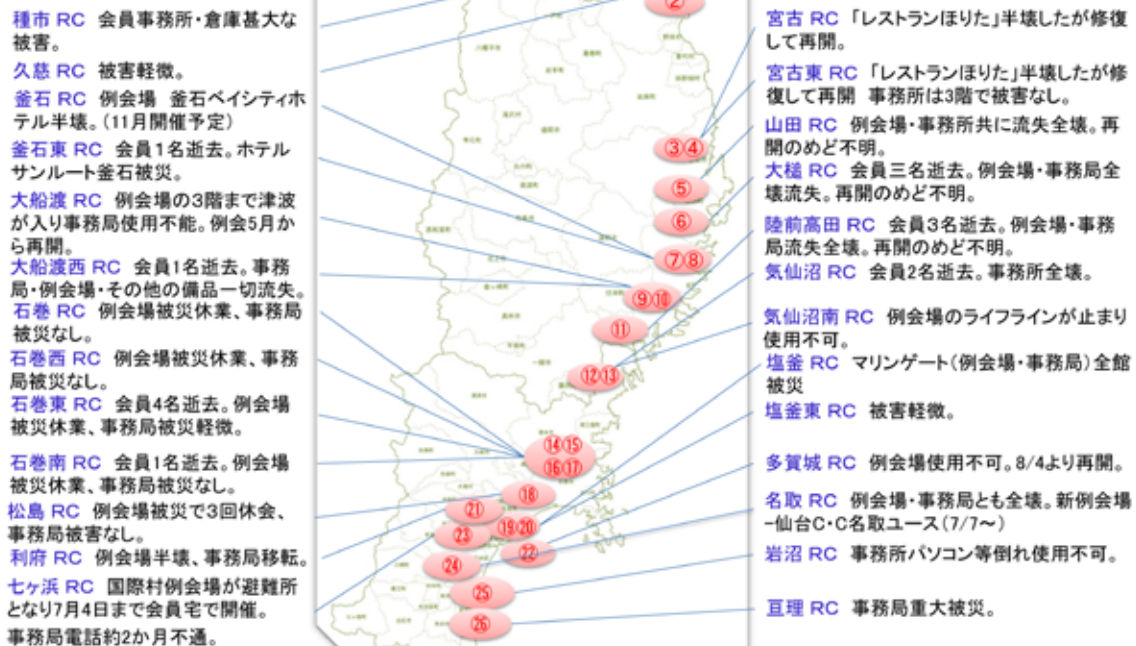 種市 RC 会員事務所・倉庫甚大な
被害。
久慈 RC 被害軽微。
釜石 RC 例会場 釜石ベイシティホ
テル半壊。(11月開催予定)
釜石東 RC 会員1名逝去。ホテル
サンルート釜石被災。
大船渡 RC 例会場の3階まで津波
が入り事務局使用不能。例会5月か
ら再開。
大船渡西 RC 会員1名逝去。事務
局・例会場・その他の備品一切流失。
石巻 RC 例会場被災休業、事務局
被災なし。
石巻西 RC 例会場被災休業、事務
局被災なし。
石巻東 RC 会員4名逝去。例会場
被災休業、事務局被災軽微。
石巻南 RC 会員1名逝去。例会場
被災休業、事務局被災なし。
松島 RC 例会場被災で3回休会、
事務局被害なし。
利府 RC 例会場半壊、事務局移転。
七ヶ浜 RC 国際村例会場が避難所
となり7月4日まで会員宅で開催。
事務局電話約2か月不通。
②
③④
⑤
⑥
⑦⑧
⑨⑩
⑪
⑫⑬
⑭⑮
⑯⑰
⑱
㉑
⑲⑳
㉓
㉒
㉔
㉕
㉖
宮古 RC 「レストランほりた」半壊したが修復
して再開。
宮古東 RC 「レストランほりた」半壊したが修
復して再開 事務所は3階で被害なし。
山田 RC 例会場・事務所共に流失全壊。再
開のめど不明。
大槌 RC 会員三名逝去。例会場・事務局全
壊流失。再開のめど不明。
陸前高田 RC 会員3名逝去。例会場・事務
局流失全壊。再開のめど不明。
気仙沼 RC 会員2名逝去。事務所全壊。
気仙沼南 RC 例会場のライフラインが止まり
使用不可。
塩釜 RC マリンゲート(例会場・事務局)全館
被災
塩釜東 RC 被害軽微。
多賀城 RC 例会場使用不可。8/4より再開。
名取 RC 例会場・事務局とも全壊。新例会場
-仙台C・C名取ユース(7/7〜)
岩沼 RC 事務所パソコン等倒れ使用不可。
亘理 RC 事務局重大被災。